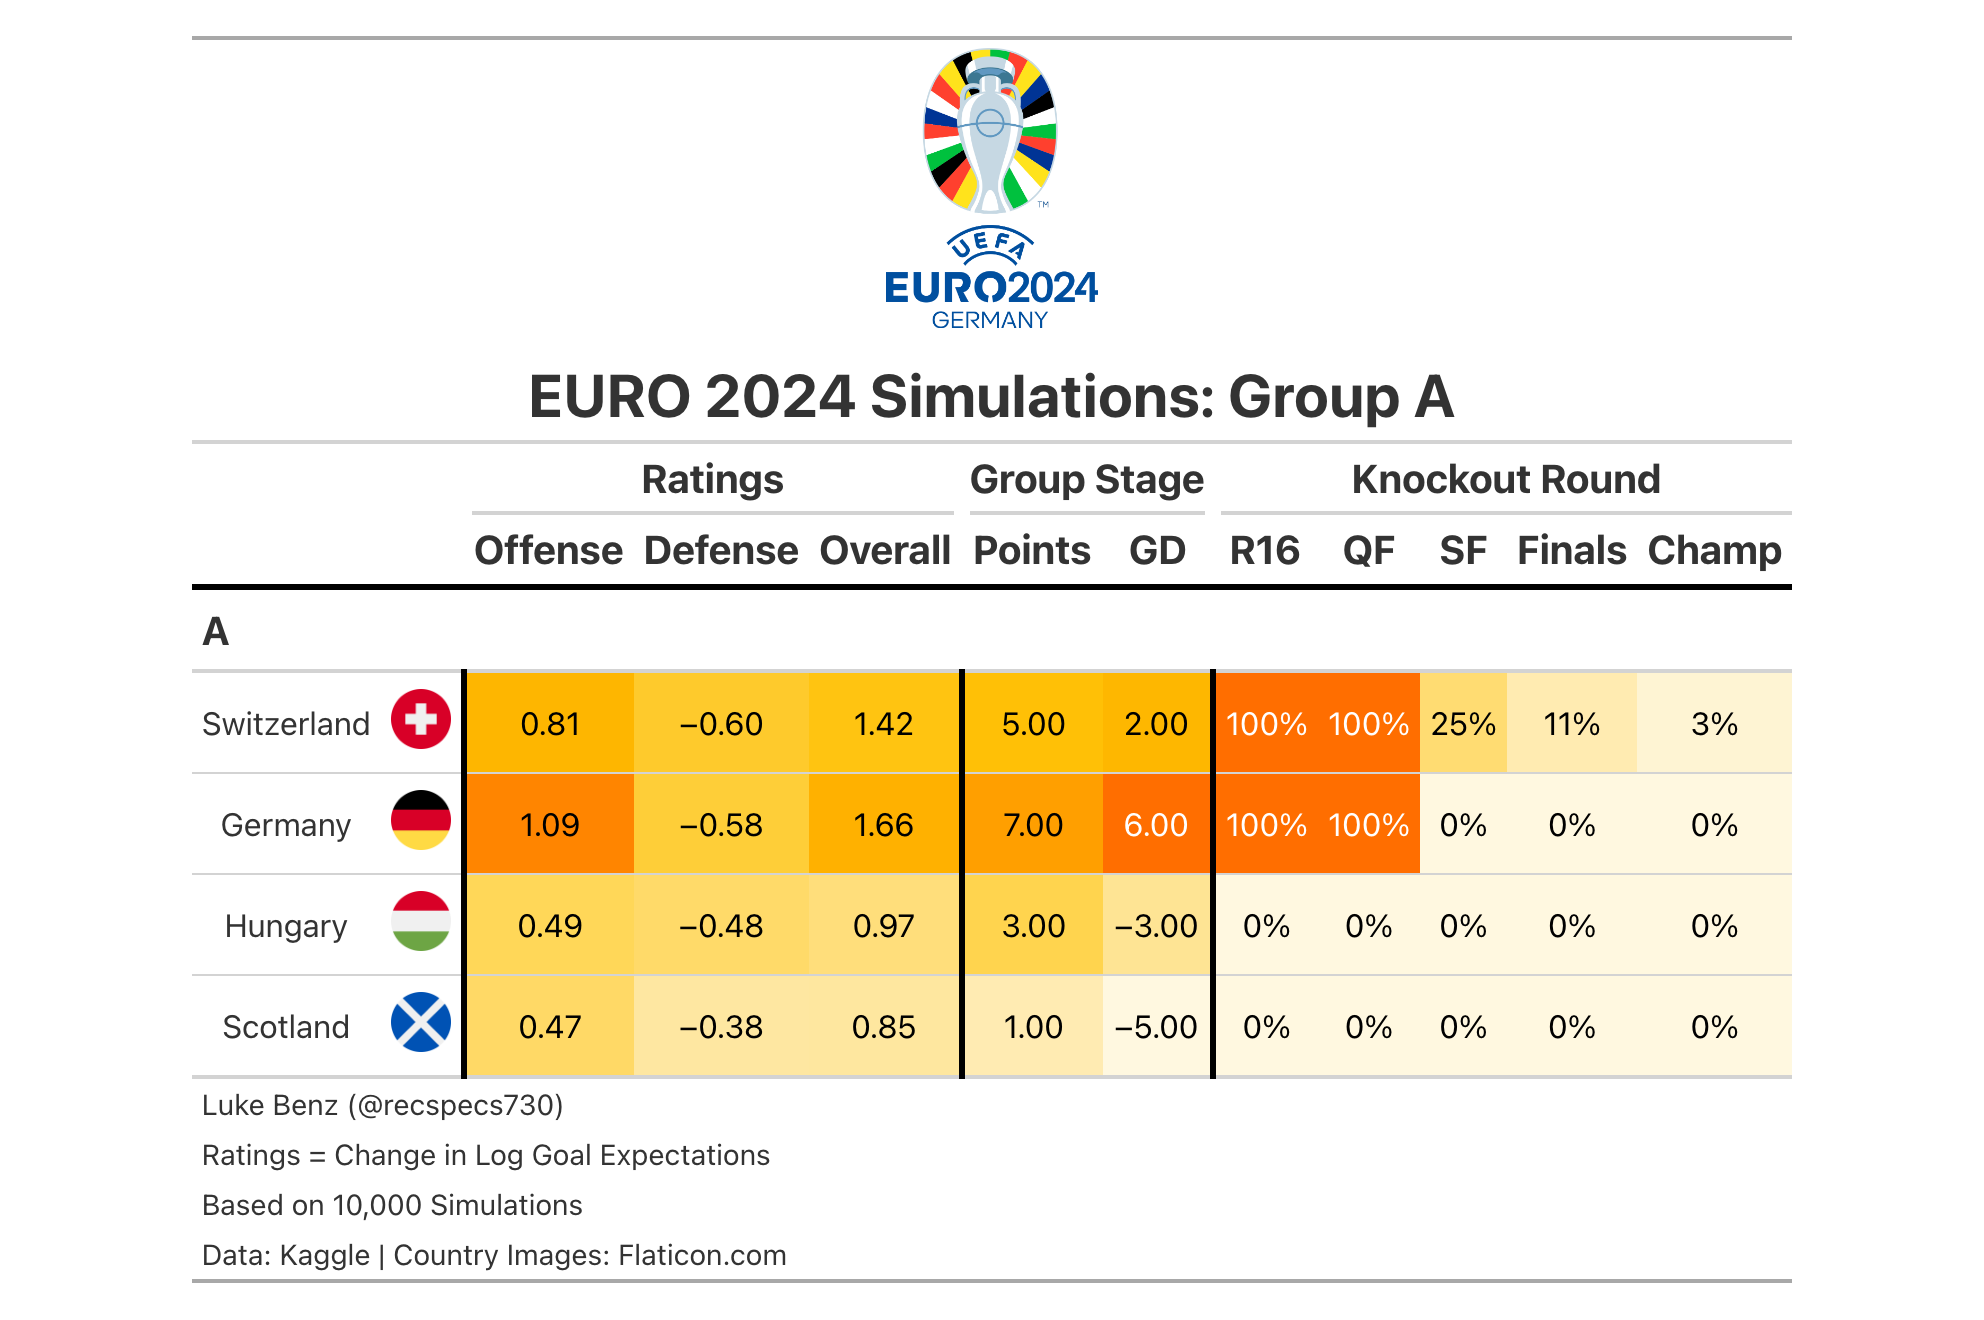 TM
UEFA
EURO2024
GERMANY
EURO 2024 Simulations: Group A
Ratings Group Stage Knockout Round
Offense Defense Overall Points GD R16 QF SF Finals Champ
A
Switzerland 0.81 −0.60 1.42 5.00 2.00 100% 100% 25% 11% 3%
Germany 1.09 −0.58 1.66 7.00 6.00 100% 100% 0% 0% 0%
Hungary 0.49 −0.48 0.97 3.00 −3.00 0% 0% 0% 0% 0%
Scotland 0.47 −0.38 0.85 1.00 −5.00 0% 0% 0% 0% 0%
Luke Benz (@recspecs730)
Ratings = Change in Log Goal Expectations
Based on 10,000 Simulations
Data: Kaggle | Country Images: Flaticon.com